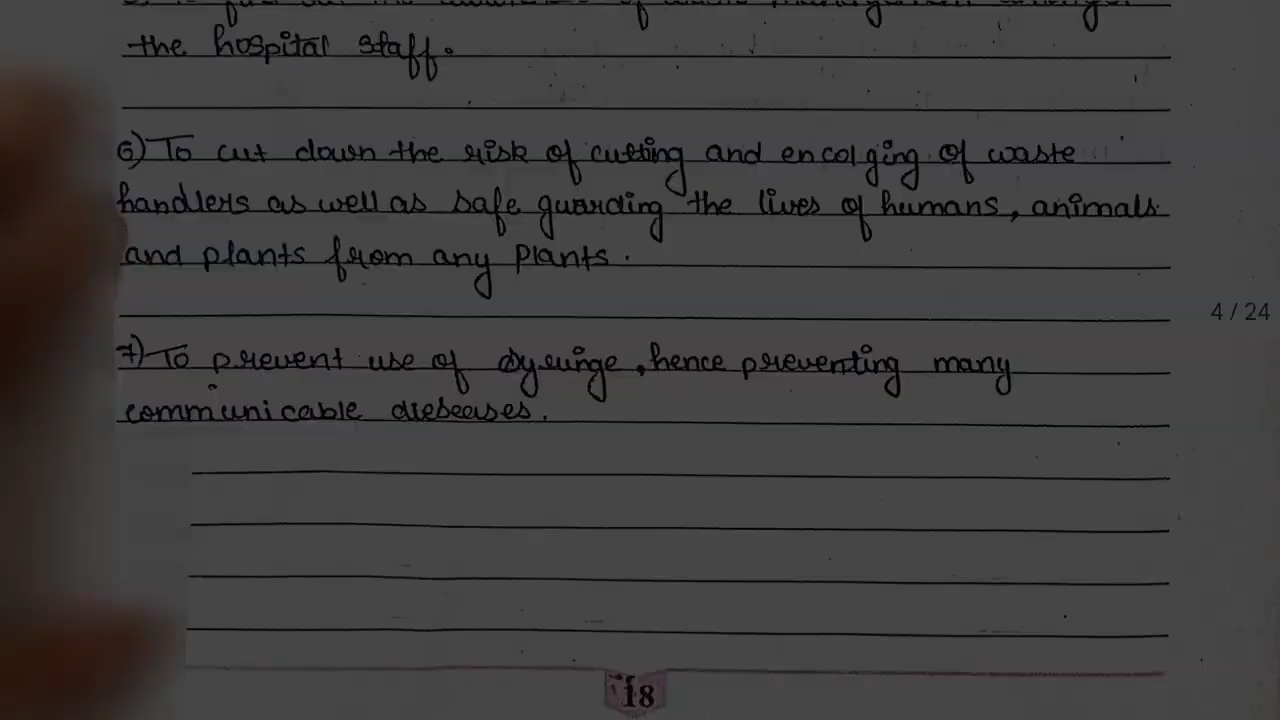 the hospital staff.
6) To cut down the risk of cutting and encolging of waste
handlers as well as safe guarding the lives of humans, animals
and plants from any plants.
4 / 24
7) To prevent use of syringe, hence preventing many
communicable dieseases.
18